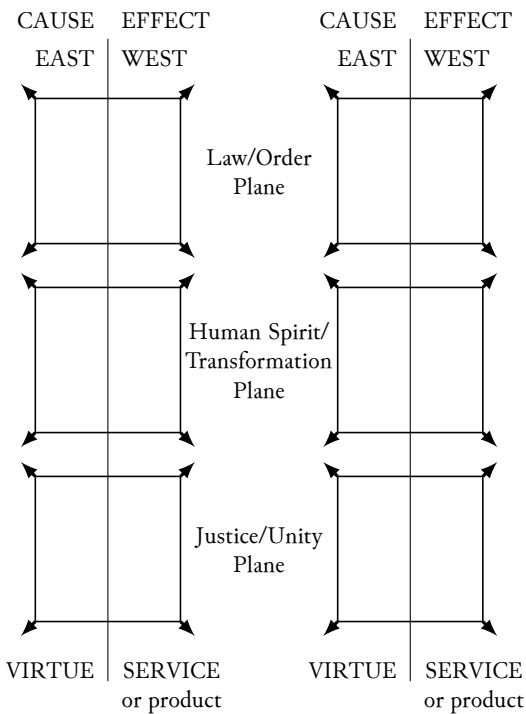 CAUSE EFFECT CAUSE EFFECT
EAST WEST EAST WEST
Law/Order
Plane
Human Spirit/
Transformation
Plane
Justice/Unity
Plane
VIRTUE SERVICE VIRTUE SERVICE
or product or product